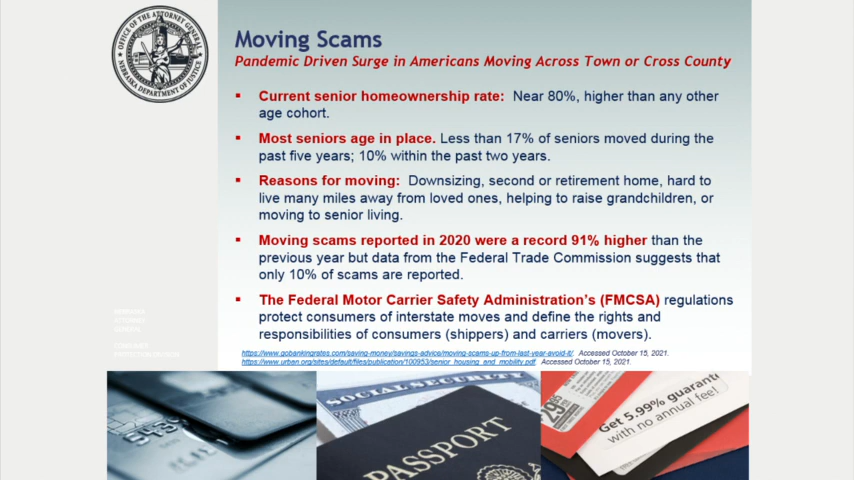 OFFICE OF THE ATTORNEY GENERAL
NEBRASKA DEPARTMENT OF JUSTICE
Moving Scams
Pandemic Driven Surge in Americans Moving Across Town or Cross County
▪ Current senior homeownership rate: Near 80%, higher than any other
age cohort.
▪ Most seniors age in place. Less than 17% of seniors moved during the
past five years; 10% within the past two years.
▪ Reasons for moving: Downsizing, second or retirement home, hard to
live many miles away from loved ones, helping to raise grandchildren, or
moving to senior living.
▪ Moving scams reported in 2020 were a record 91% higher than the
previous year but data from the Federal Trade Commission suggests that
only 10% of scams are reported.
▪ The Federal Motor Carrier Safety Administration's (FMCSA) regulations
protect consumers of interstate moves and define the rights and
responsibilities of consumers (shippers) and carriers (movers).
https://www.gobankingrates.com/saving-money/savings-advice/moving-scams-up-from-last-year-avoid-it/. Accessed October 15, 2021.
https://www.urban.org/sites/default/files/publication/100953/senior_housing_and_mobility.pdf. Accessed October 15, 2021.
NEBRASKA
ATTORNEY
GENERAL
CONSUMER
PROTECTION DIVISION
SOCIAL SECURITY
PASSPORT
29.95
Get 5.99%
with no annual fee!